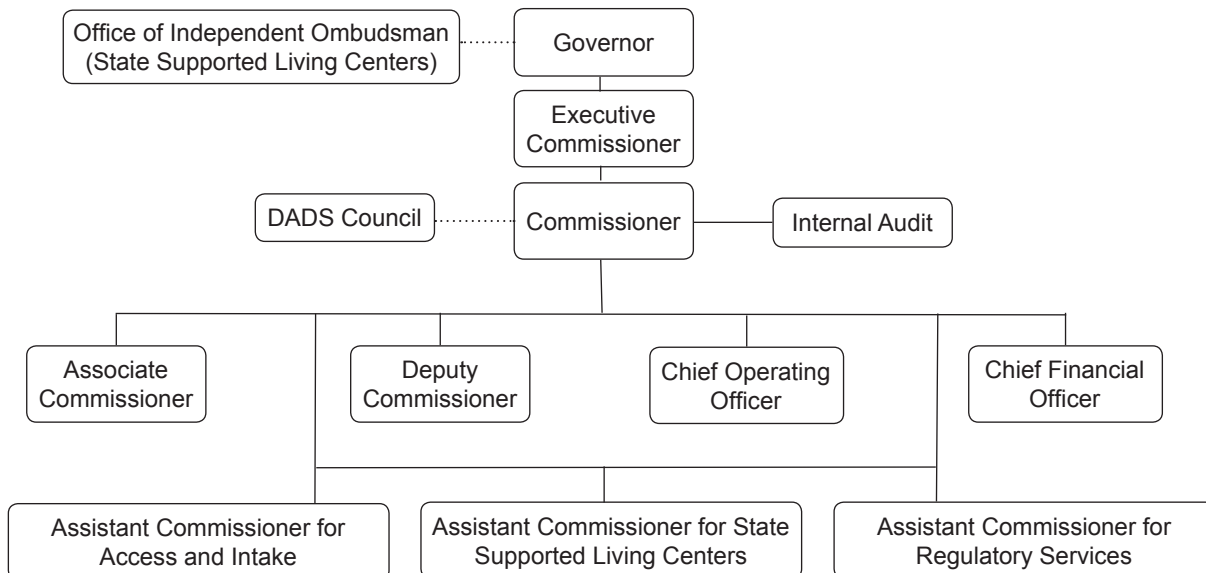 Office of Independent Ombudsman
(State Supported Living Centers)
Governor
Executive
Commissioner
DADS Council
Commissioner
Internal Audit
Associate
Commissioner
Deputy
Commissioner
Chief Operating
Officer
Chief Financial
Officer
Assistant Commissioner for
Access and Intake
Assistant Commissioner for State
Supported Living Centers
Assistant Commissioner for
Regulatory Services